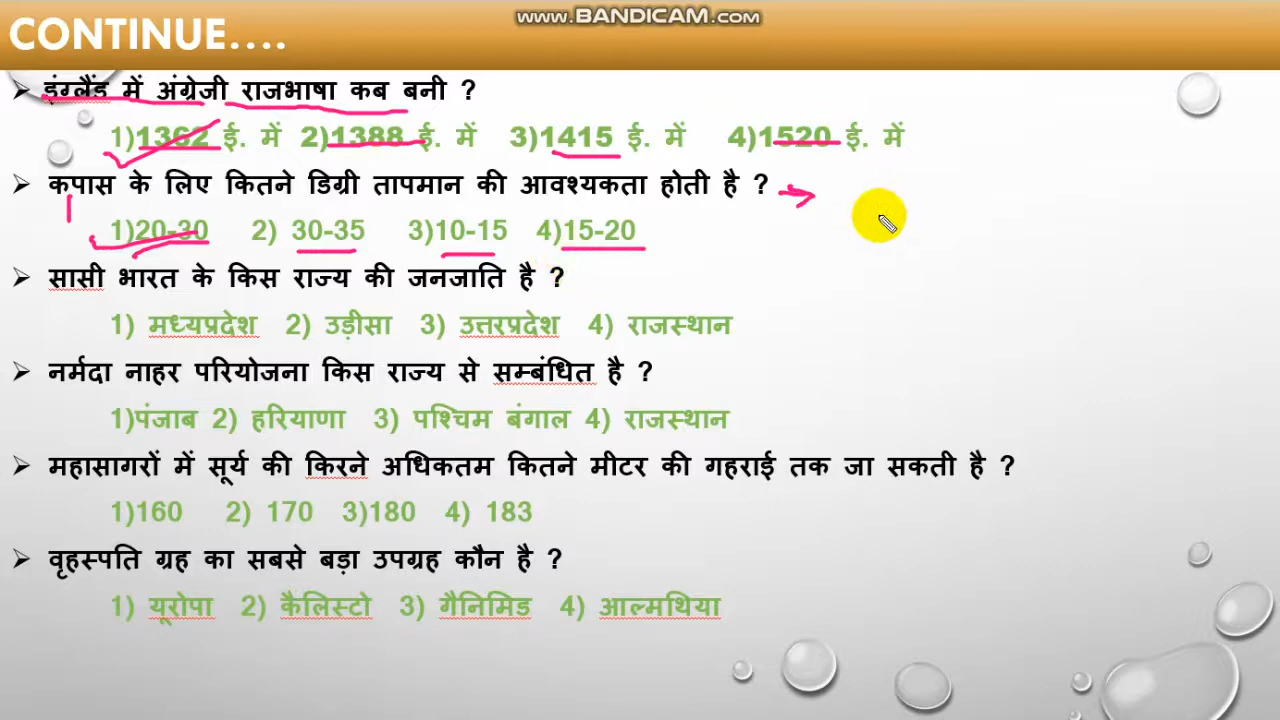 www.BANDICAM.com
CONTINUE....
➢ इंग्लैंड में अंग्रेजी राजभाषा कब बनी ?
1)1362 ई. में 2)1388 ई. में 3)1415 ई. में 4)1520 ई. में
➢ कपास के लिए कितने डिग्री तापमान की आवश्यकता होती है ?
1)20-30 2) 30-35 3)10-15 4)15-20
➢ सासी भारत के किस राज्य की जनजाति है ?
1) मध्यप्रदेश 2) उड़ीसा 3) उत्तरप्रदेश 4) राजस्थान
➢ नर्मदा नाहर परियोजना किस राज्य से सम्बंधित है ?
1)पंजाब 2) हरियाणा 3) पश्चिम बंगाल 4) राजस्थान
➢ महासागरों में सूर्य की किरने अधिकतम कितने मीटर की गहराई तक जा सकती है ?
1)160 2) 170 3)180 4) 183
➢ वृहस्पति ग्रह का सबसे बड़ा उपग्रह कौन है ?
1) यूरोपा 2) कैलिस्टो 3) गैनिमिड 4) आल्मथिया